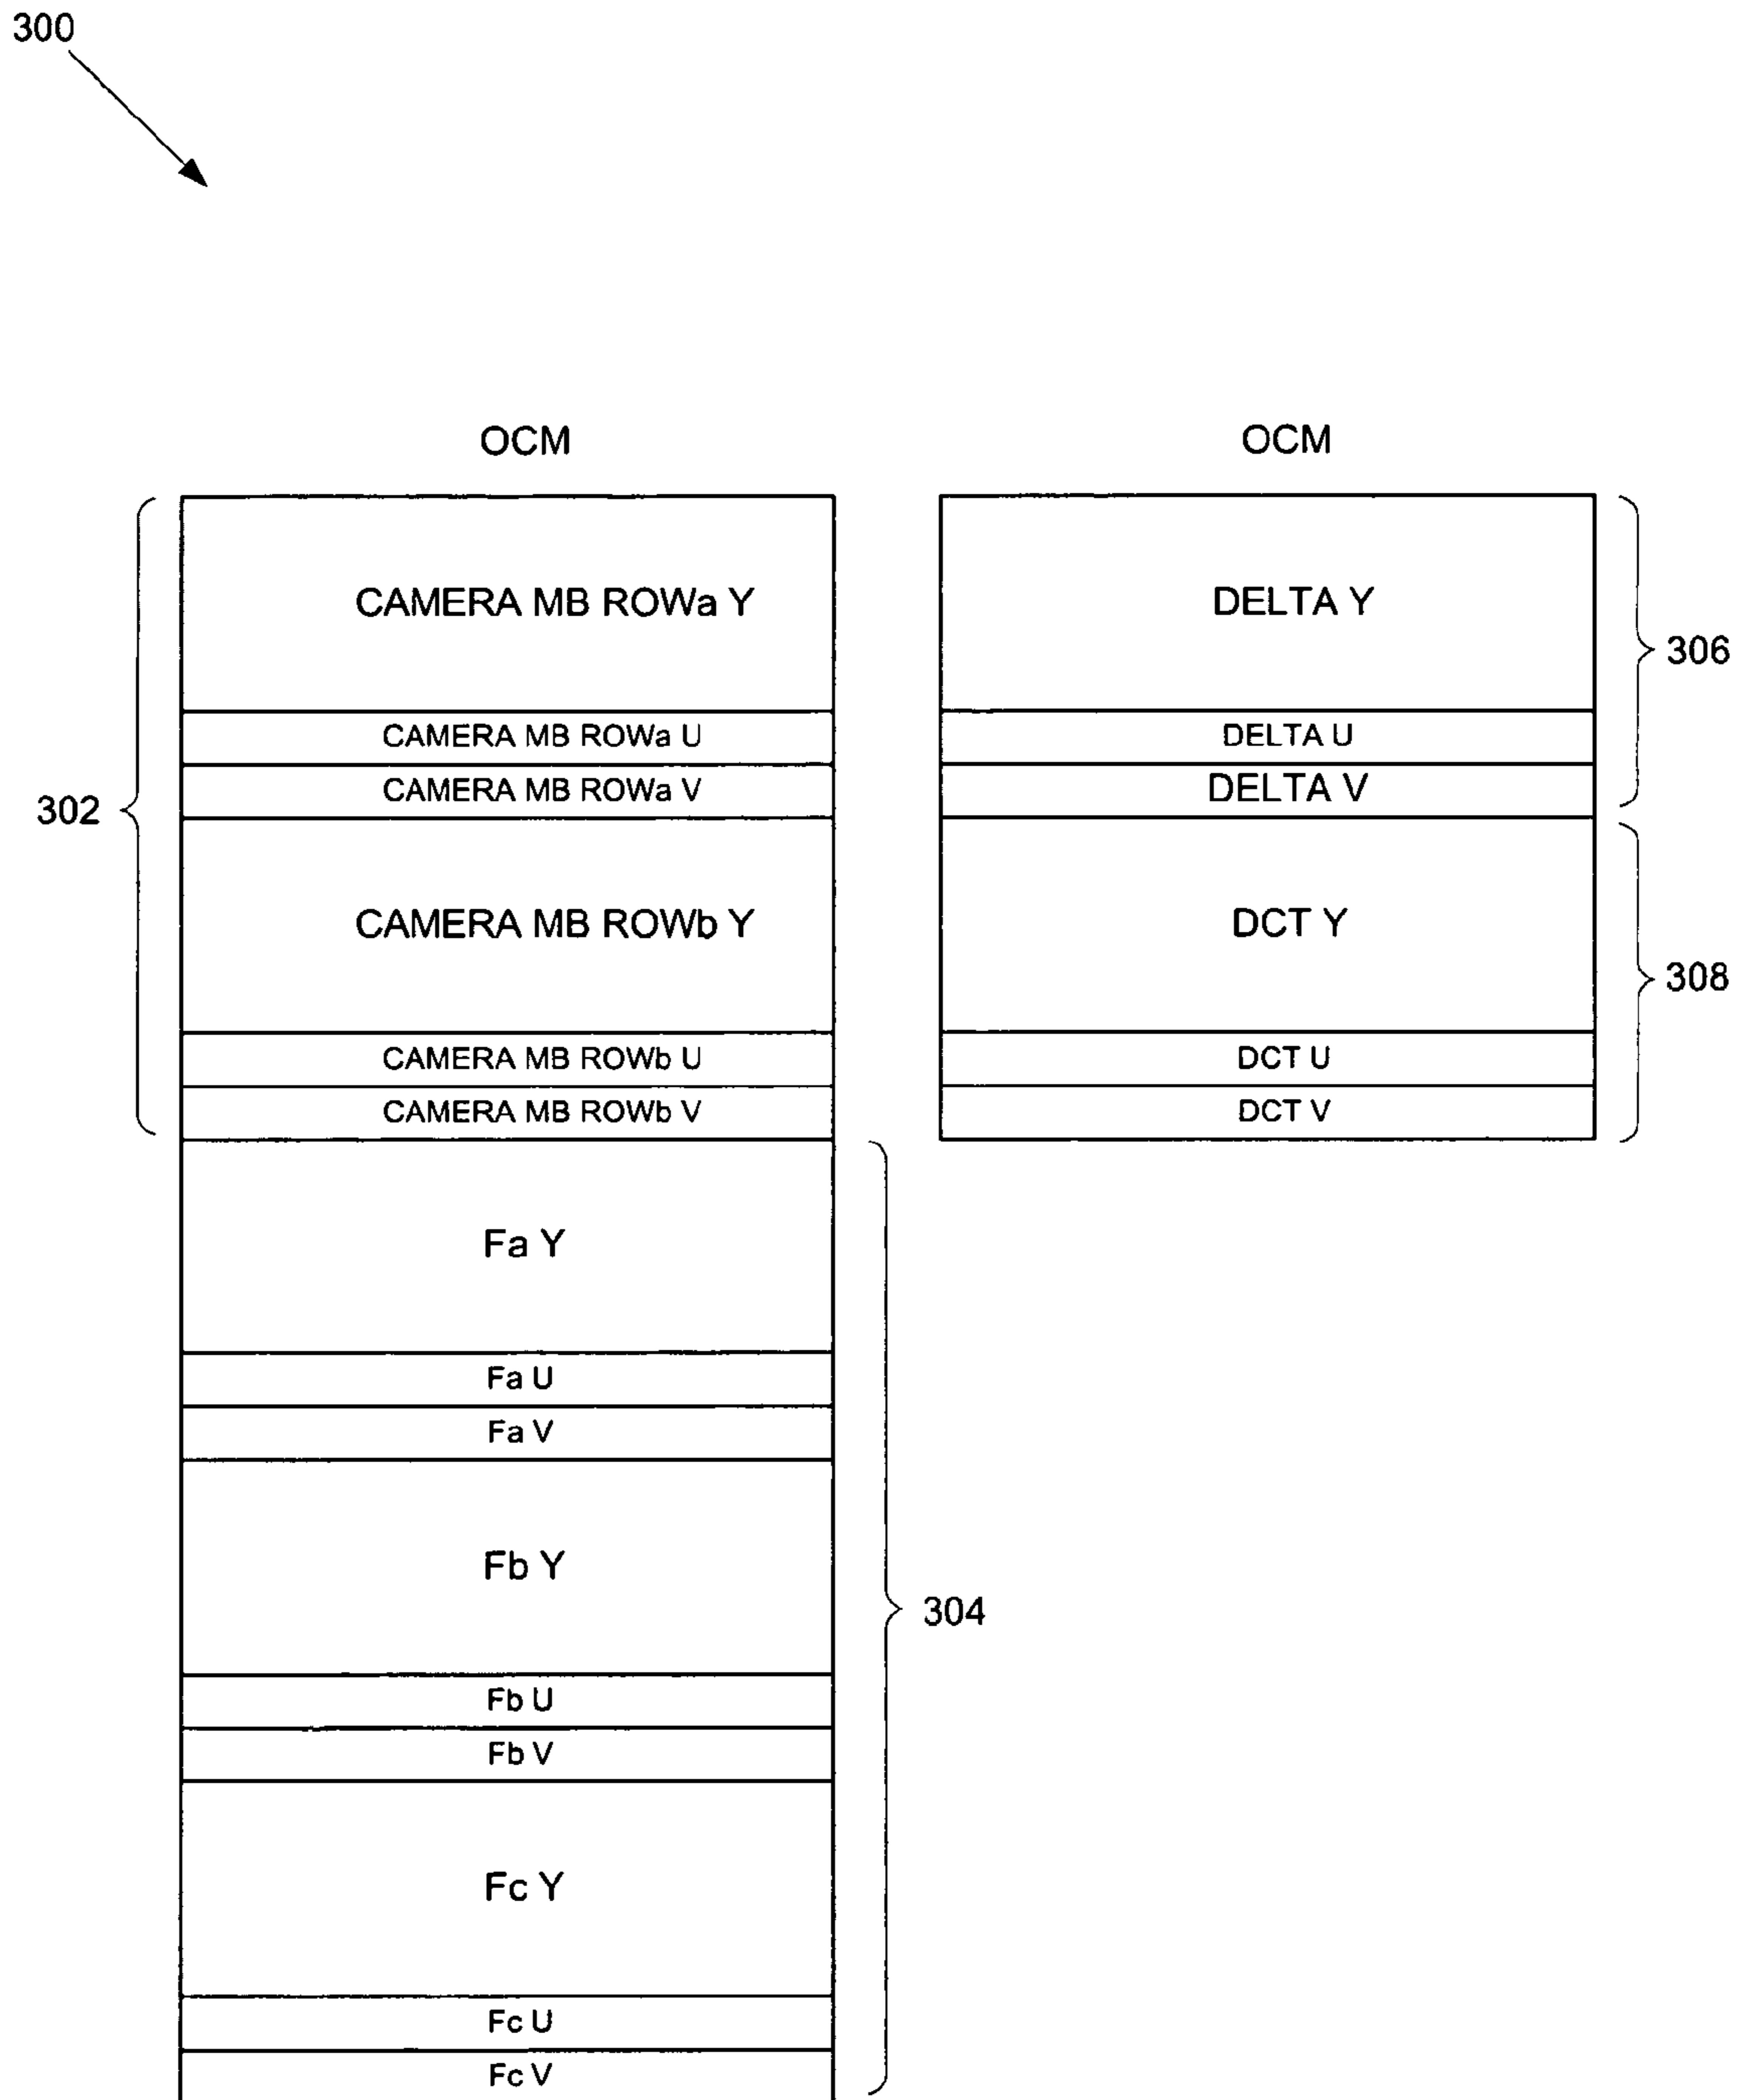 300
OCM
CAMERA MB ROWa Y
CAMERA MB ROWa U
CAMERA MB ROWa V
302
CAMERA MB ROWb Y
CAMERA MB ROWb U
CAMERA MB ROWb V
Fa Y
Fa U
Fa V
Fb Y
304
Fb U
Fb V
Fc Y
Fc U
Fc V
OCM
DELTA Y
306
DELTA U
DELTA V
DCT Y
308
DCT U
DCT V